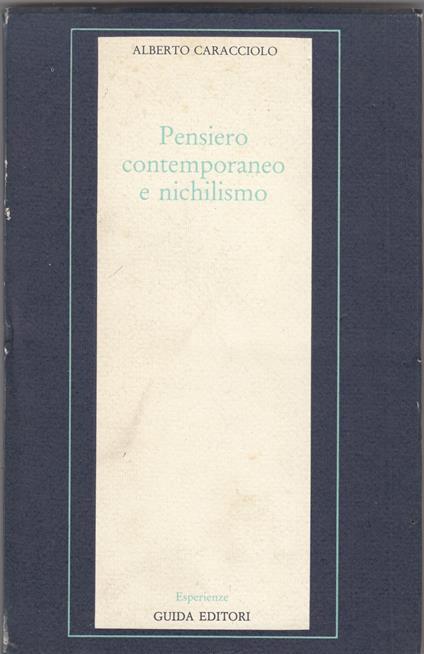 ALBERTO CARACCIOLO
Pensiero
contemporaneo
e nichilismo
Esperienze
GUIDA EDITORI